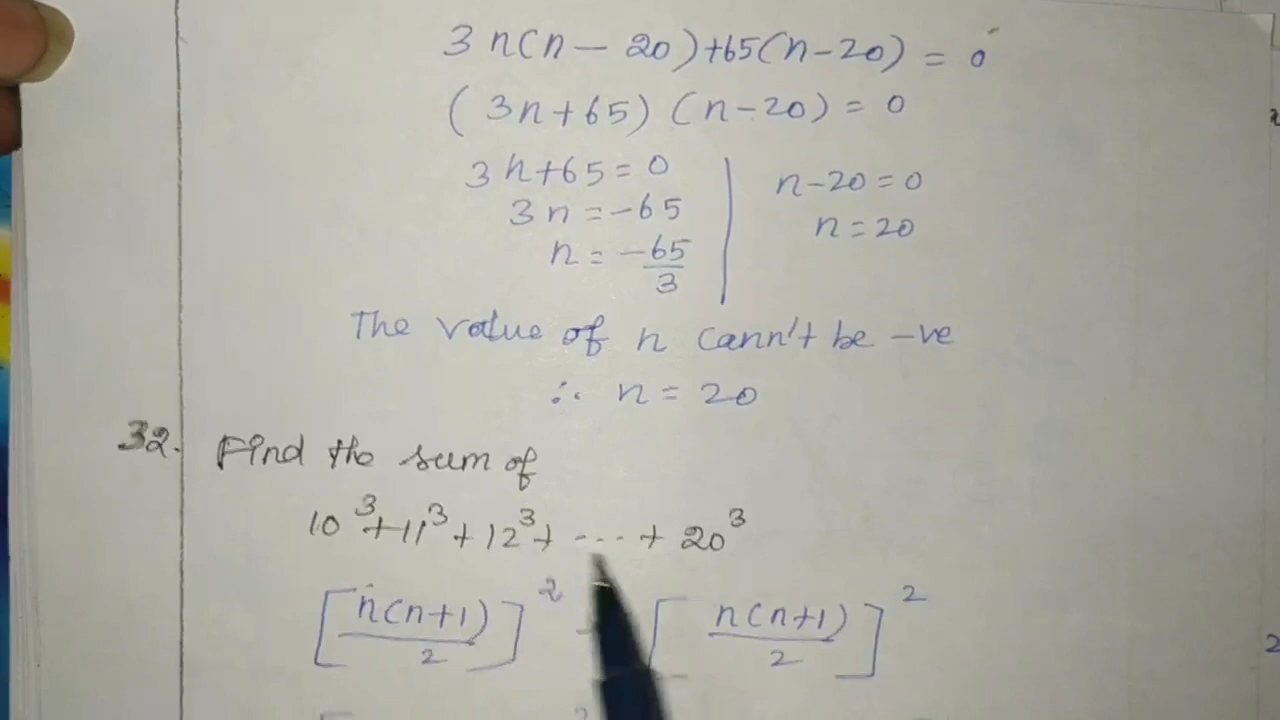 3n(n - 20)+65(n-20) = 0
(3n+65) (n-20) = 0
3n+65=0
3n = -65
n = -65/3
n-20=0
n=20
The value of n cann't be -ve
∴ n = 20
32. Find the sum of
10³+11³+12³+ ---- + 20³
[n(n+1)/2]² - [n(n+1)/2]²